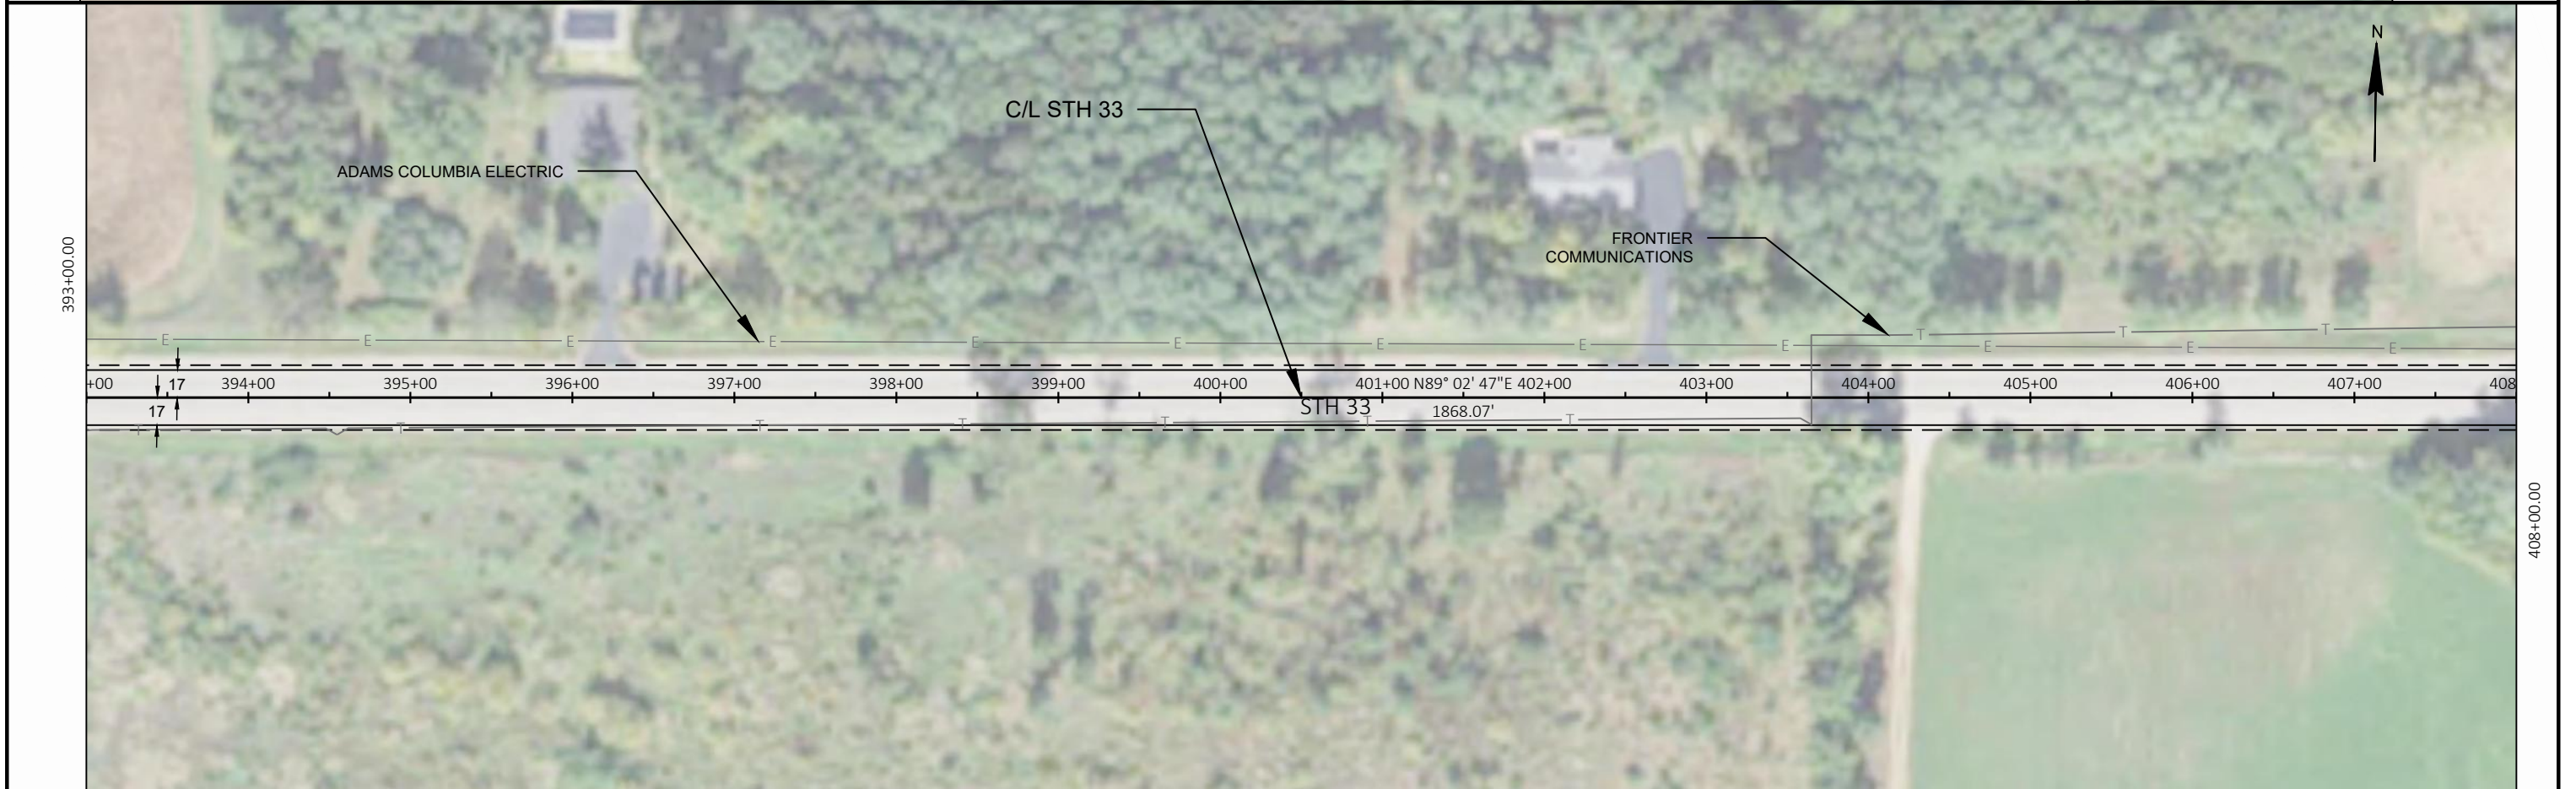 N
C/L STH 33
ADAMS COLUMBIA ELECTRIC
FRONTIER
COMMUNICATIONS
393+00.00
E E E E E E E E E E E E
T T T
+00 17 394+00 395+00 396+00 397+00 398+00 399+00 400+00 401+00 N89° 02' 47"E 402+00 403+00 404+00 405+00 406+00 407+00 408
17 STH 33 1868.07'
T T T T T T T
408+00.00